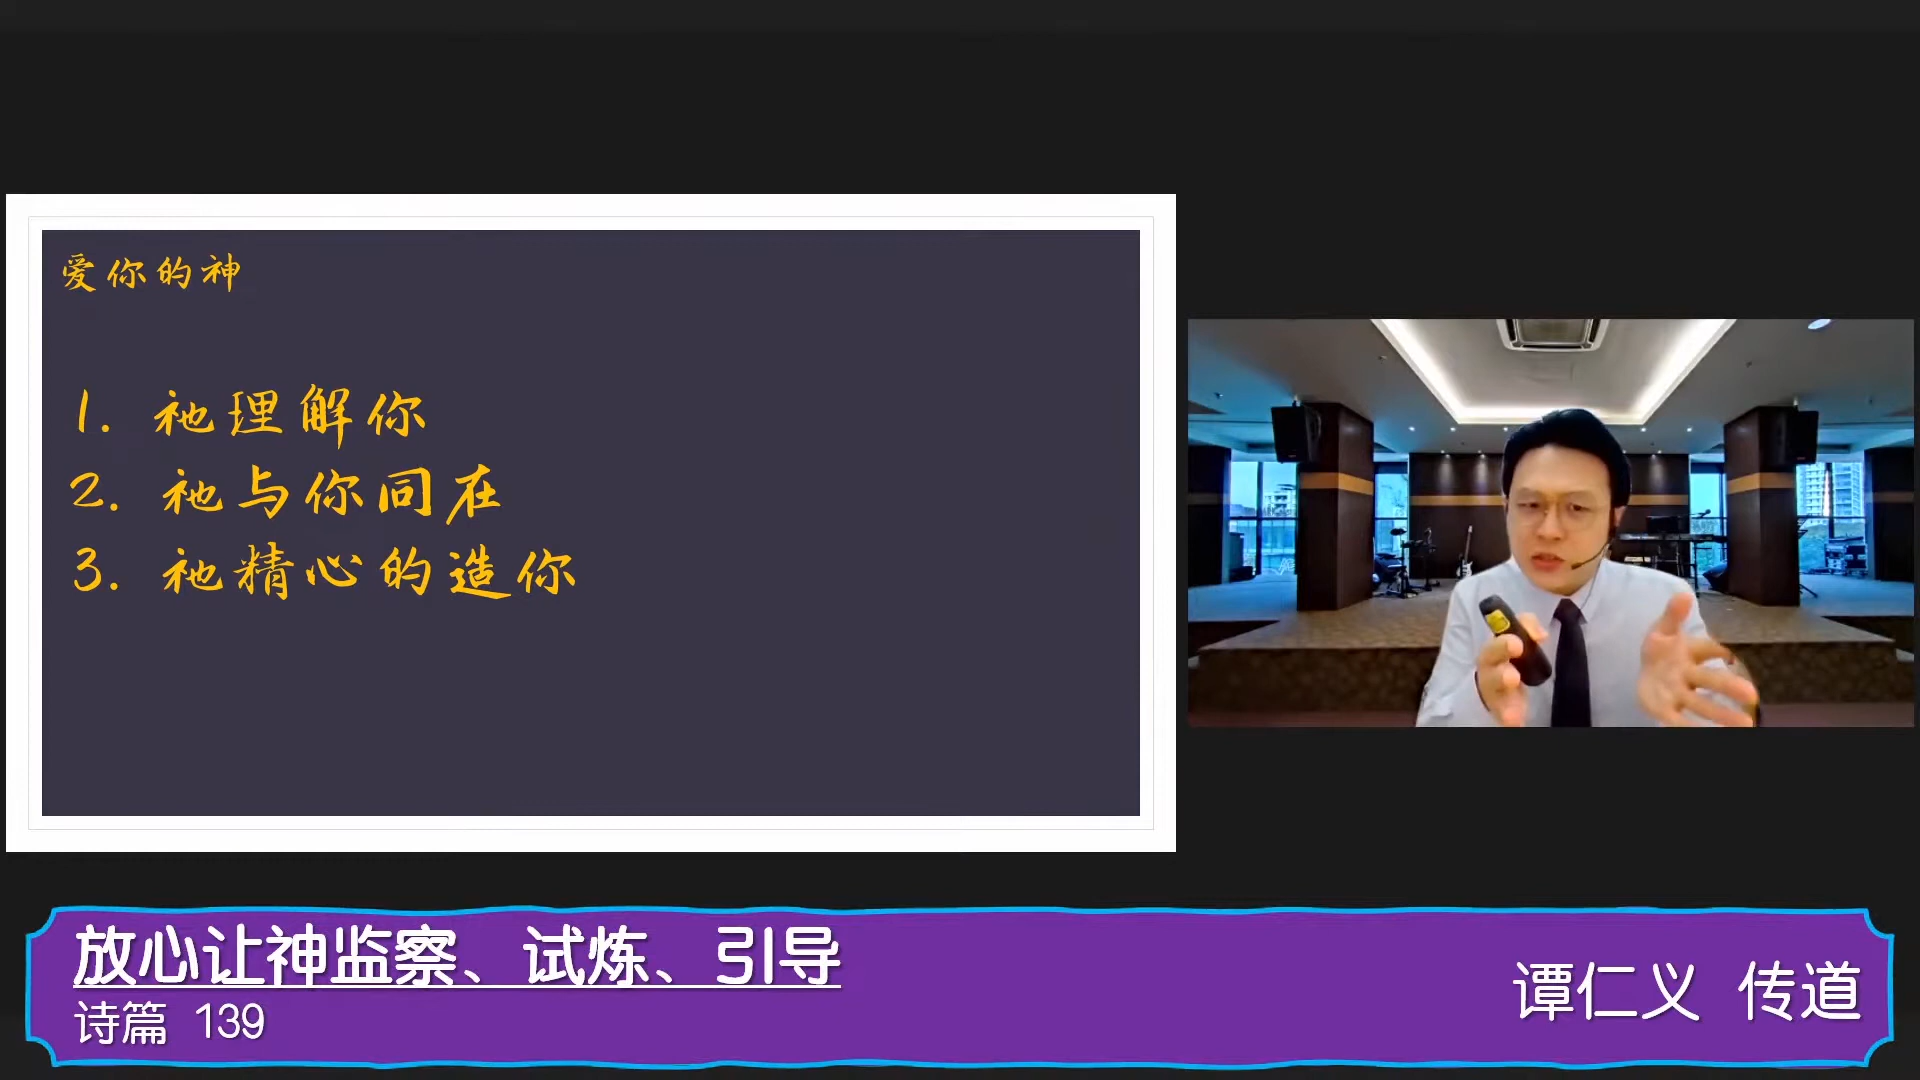 爱你的神
1. 祂理解你
2. 祂与你同在
3. 祂精心的造你
放心让神监察、试炼、引导
诗篇 139
谭仁义 传道